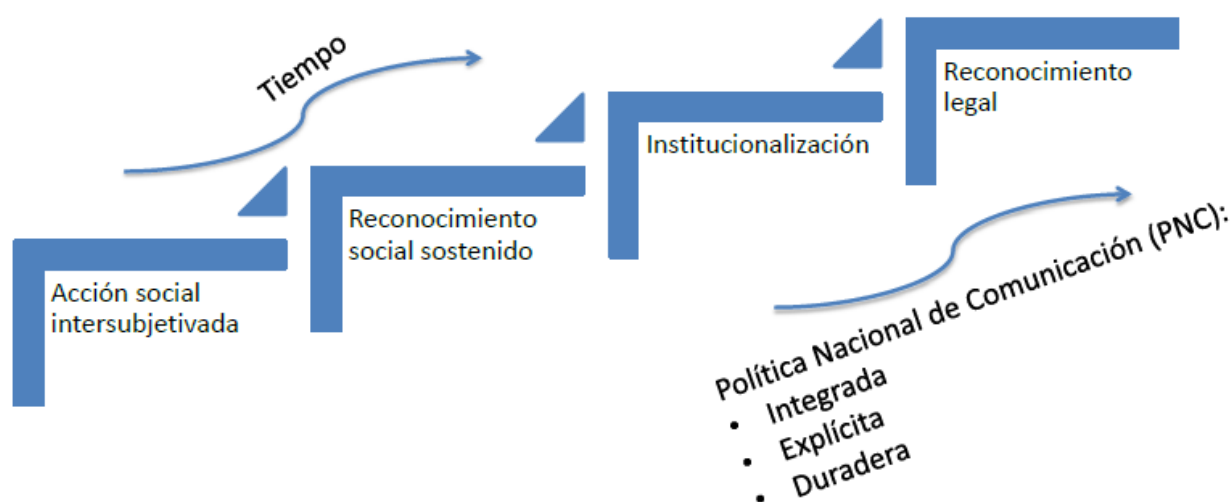 Tiempo
Acción social
intersubjetivada
Reconocimiento
social sostenido
Institucionalización
Reconocimiento
legal
Política Nacional de Comunicación (PNC):
• Integrada
• Explícita
• Duradera